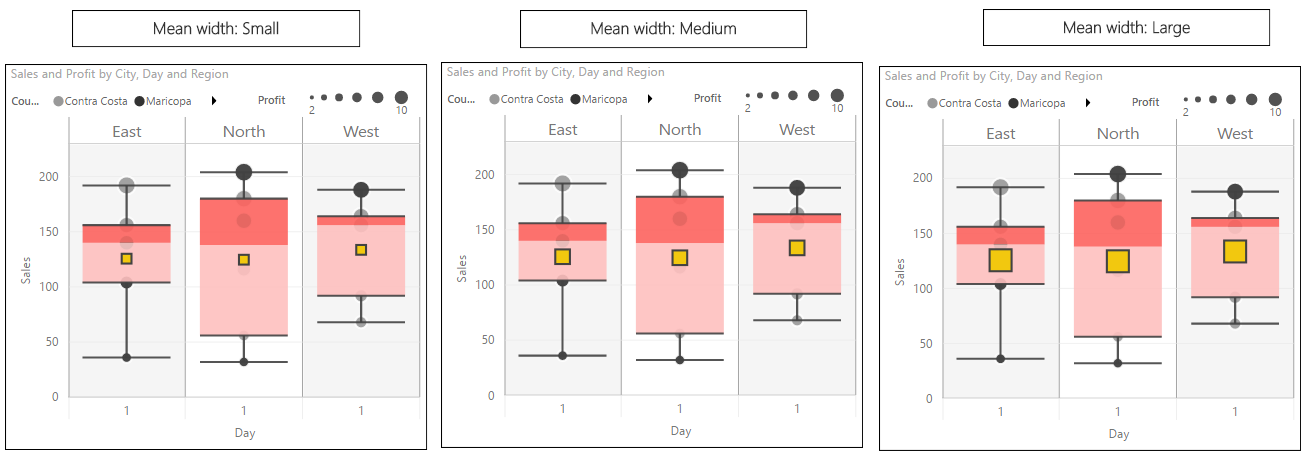 Mean width: Small
Sales and Profit by City, Day and Region
Cou... Contra Costa Maricopa Profit 2 10
East North West
200
150
100
50
0
Sales
1 1 1
Day
Mean width: Medium
Sales and Profit by City, Day and Region
Cou... Contra Costa Maricopa Profit 2 10
East North West
200
150
100
50
0
Sales
1 1 1
Day
Mean width: Large
Sales and Profit by City, Day and Region
Cou... Contra Costa Maricopa Profit 2 10
East North West
200
150
100
50
0
Sales
1 1 1
Day